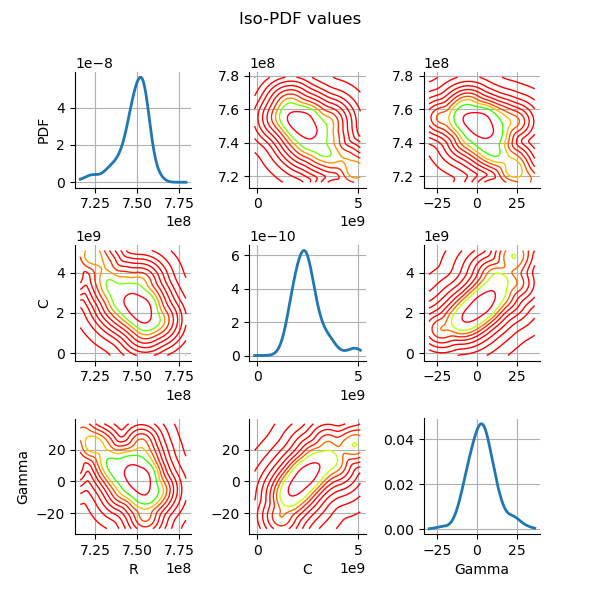 Iso-PDF values
1e−8
1e8
1e8
PDF
4
2
0
7.8
7.6
7.4
7.2
7.8
7.6
7.4
7.2
7.25 7.50 7.75
1e8
0 5
1e9
−25 0 25
1e9
1e−10
1e9
C
4
2
0
6
4
2
0
4
2
0
7.25 7.50 7.75
1e8
0 5
1e9
−25 0 25
Gamma
20
0
−20
20
0
−20
0.04
0.02
0.00
7.25 7.50 7.75
1e8
0 5
1e9
−25 0 25
R C Gamma